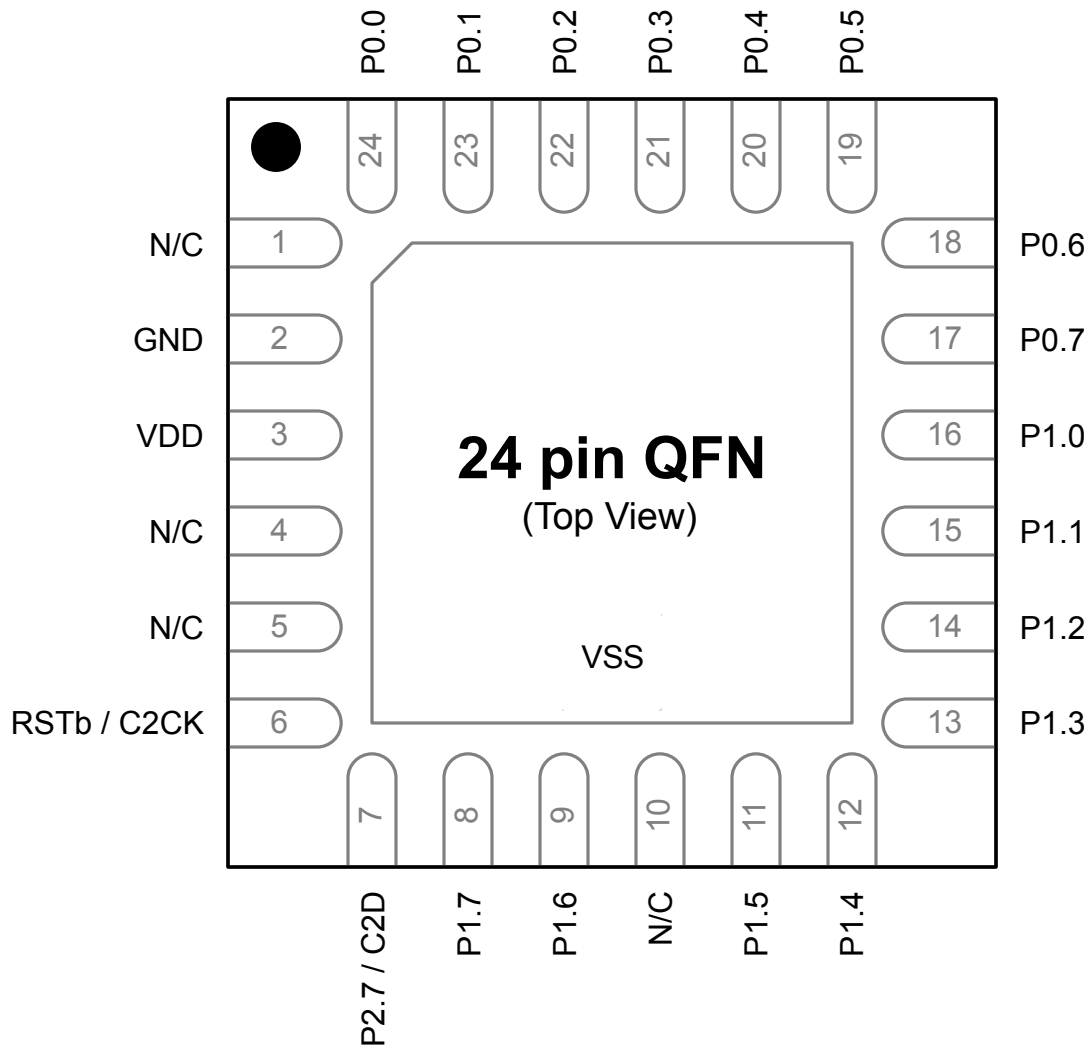 P0.0
P0.1
P0.2
P0.3
P0.4
P0.5
24
23
22
21
20
19
N/C
1
18
P0.6
GND
2
17
P0.7
VDD
3
16
P1.0
24 pin QFN
(Top View)
N/C
4
15
P1.1
N/C
5
14
P1.2
VSS
RSTb / C2CK
6
13
P1.3
7
8
9
10
11
12
P2.7 / C2D
P1.7
P1.6
N/C
P1.5
P1.4